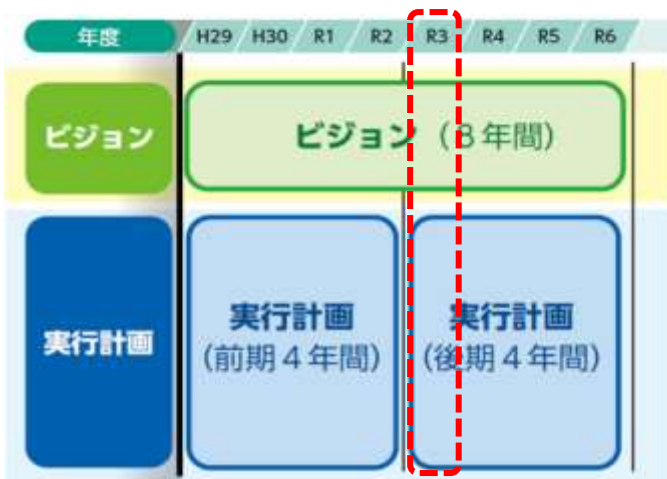 年度 H29 H30 R1 R2 R3 R4 R5 R6
ビジョン ビジョン(8年間)
実行計画
実行計画
(前期4年間)
実行計画
(後期4年間)